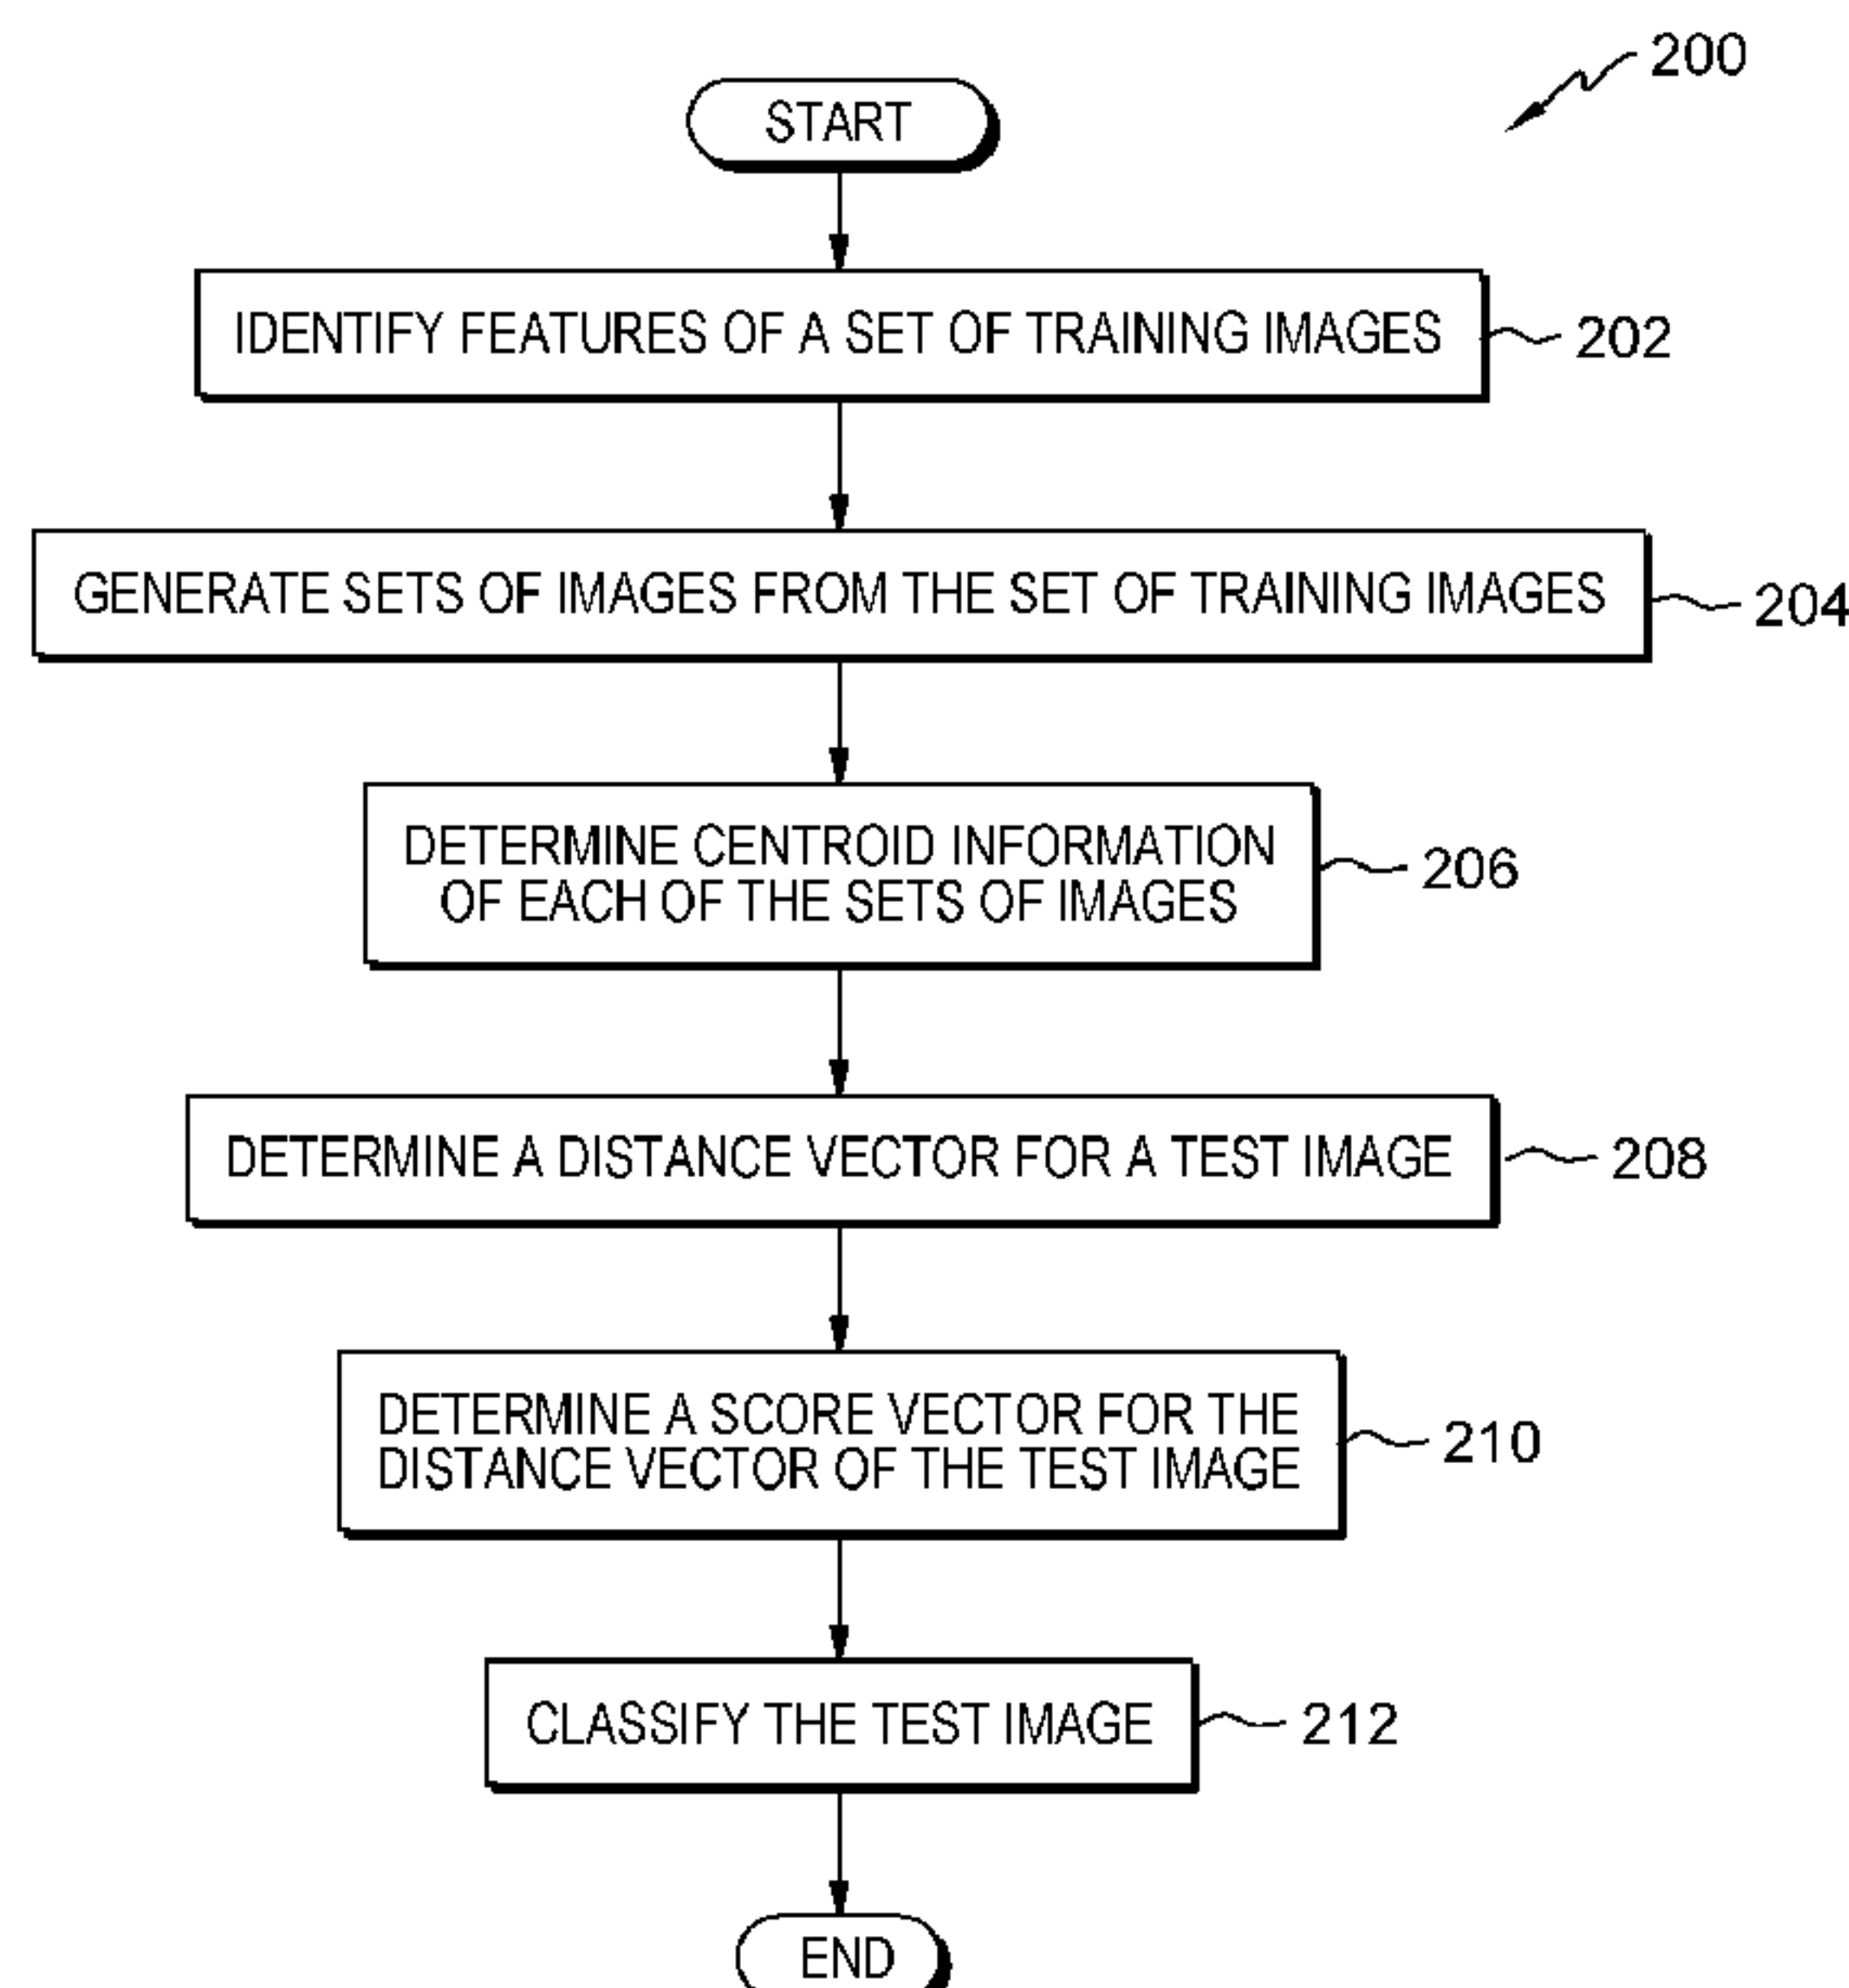 200
START
IDENTIFY FEATURES OF A SET OF TRAINING IMAGES
202
GENERATE SETS OF IMAGES FROM THE SET OF TRAINING IMAGES
204
DETERMINE CENTROID INFORMATION
OF EACH OF THE SETS OF IMAGES
206
DETERMINE A DISTANCE VECTOR FOR A TEST IMAGE
208
DETERMINE A SCORE VECTOR FOR THE
DISTANCE VECTOR OF THE TEST IMAGE
210
CLASSIFY THE TEST IMAGE
212
END